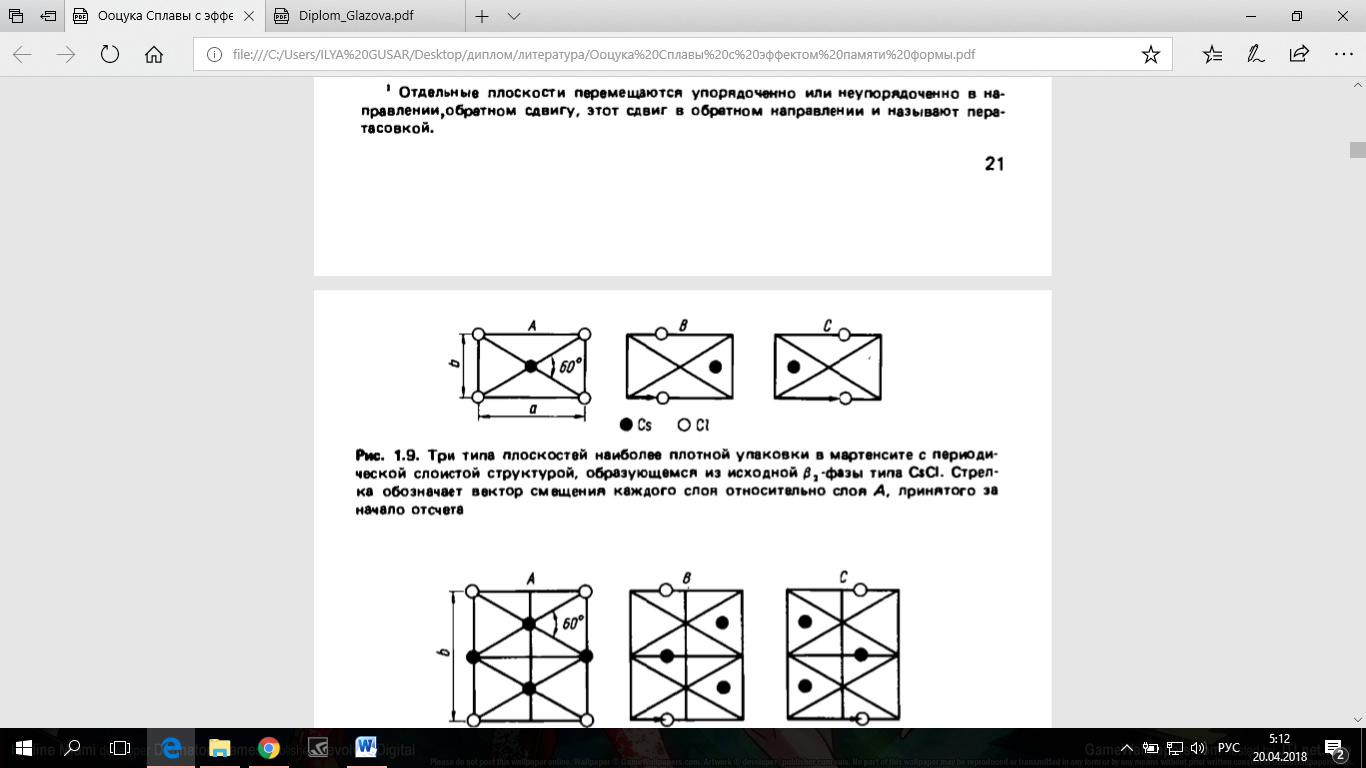 Ооцука Сплавы с эффе
Diplom_Glazova.pdf
file:///C:/Users/ILYA%20GUSAR/Desktop/диплом/литература/Ооцука%20Сплавы%20с%20эффектом%20памяти%20формы.pdf
¹ Отдельные плоскости перемещаются упорядоченно или неупорядоченно в на-
правлении,обратном сдвигу, этот сдвиг в обратном направлении и называют пера-
тасовкой.
21
A B C
b 60°
a
Cs Cl
Рис. 1.9. Три типа плоскостей наиболее плотной упаковки в мартенсите с периоди-
ческой слоистой структурой, образующемся из исходной β₂-фазы типа CsCl. Стрел-
ка обозначает вектор смещения каждого слоя относительно слоя A, принятого за
начало отсчета
A B C
60°
b
РУС
5:12
20.04.2018
2